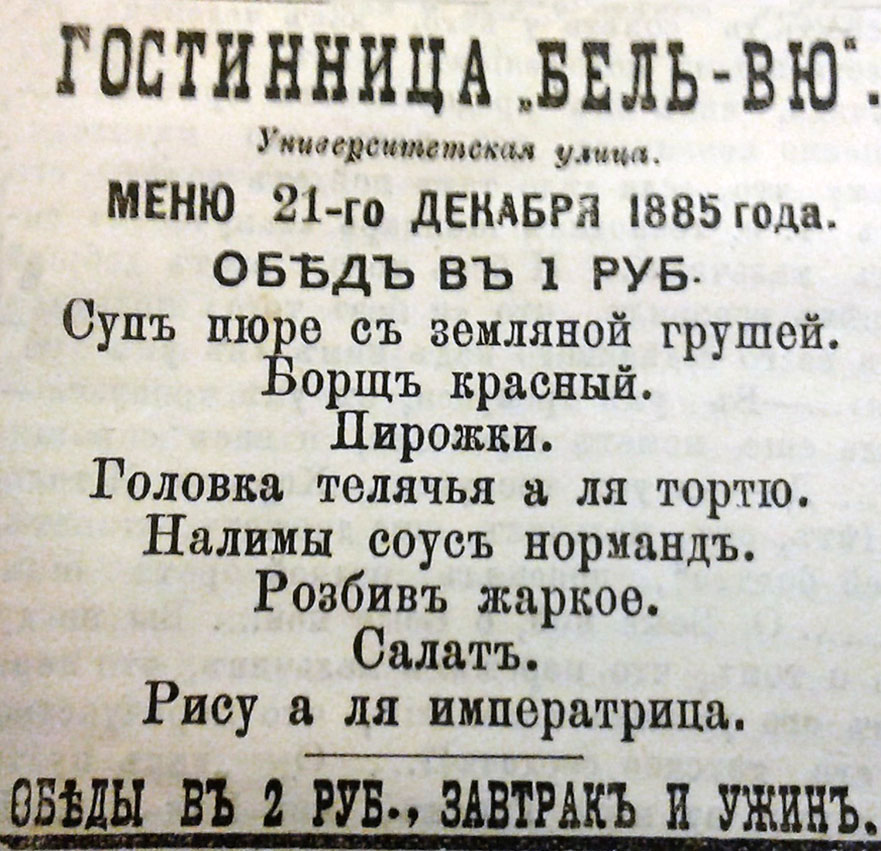 ГОСТИННИЦА „БЕЛЬ-ВЮ“.
Университетская улица.
МЕНЮ 21-го ДЕКАБРЯ 1885 года.
ОБѢДЪ ВЪ 1 РУБ.
Супъ пюре съ земляной грушей.
Борщъ красный.
Пирожки.
Головка телячья а ля тортю.
Налимы соусъ нормандъ.
Розбивъ жаркое.
Салатъ.
Рису а ля императрица.
ОБѢДЫ ВЪ 2 РУБ., ЗАВТРАКЪ И УЖИНЪ.